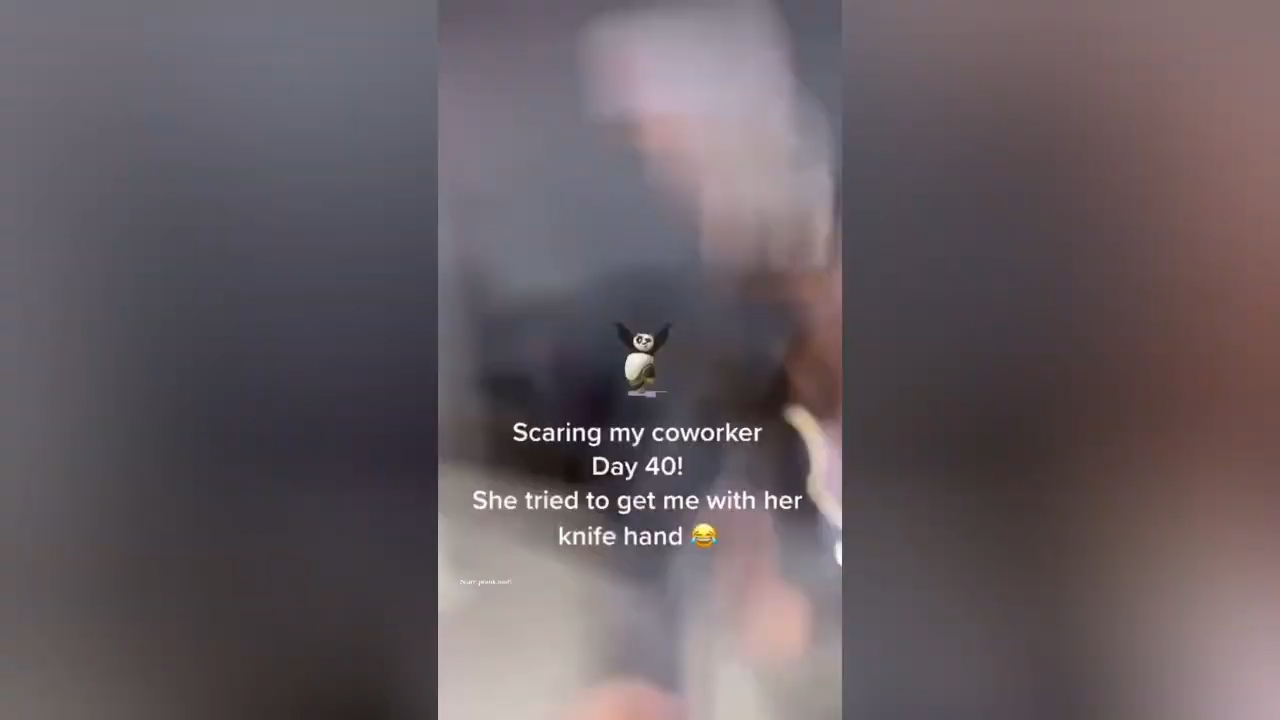 Scaring my coworker
Day 40!
She tried to get me with her
knife hand 😂